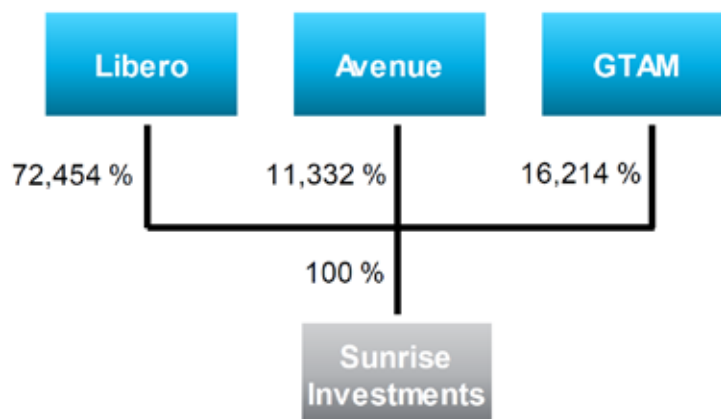 Libero Avenue GTAM
72,454 % 11,332 % 16,214 %
100 %
Sunrise
Investments